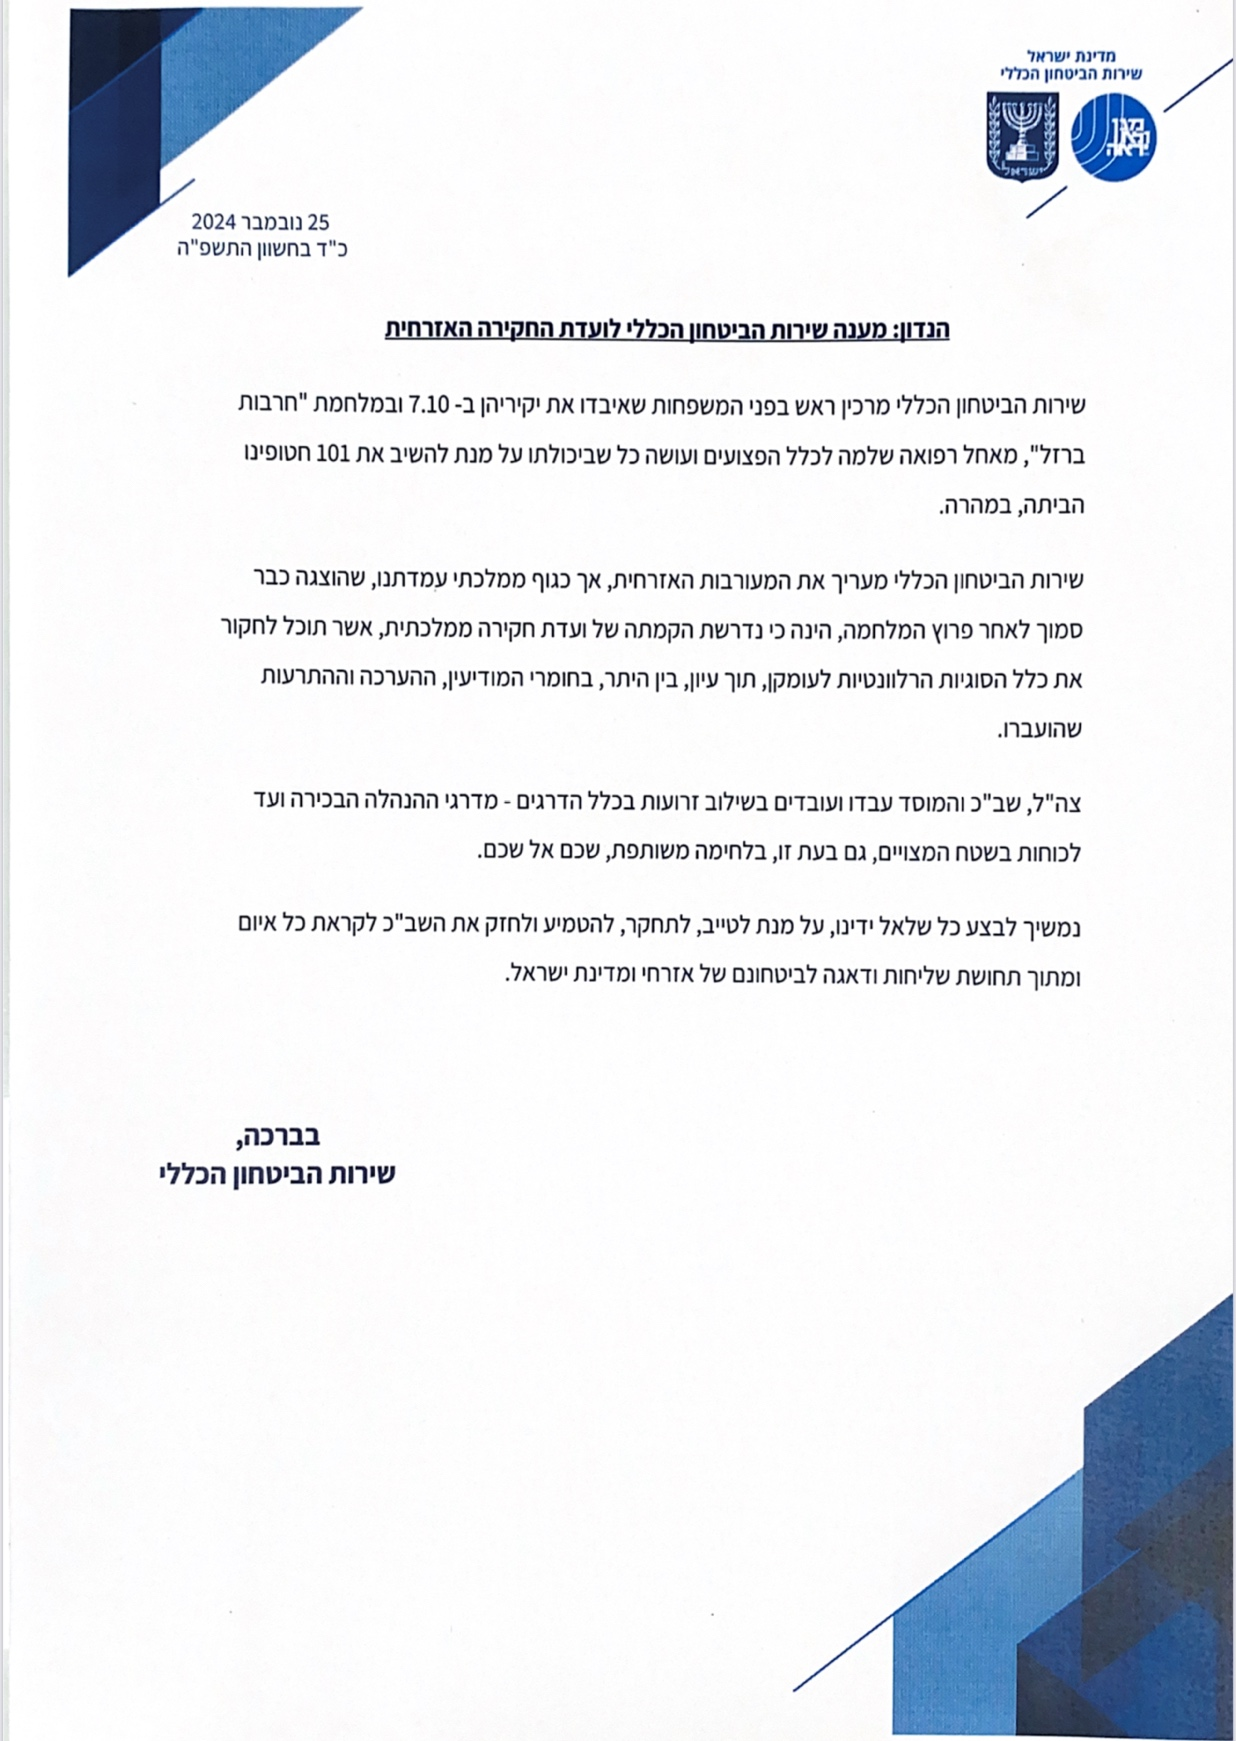 מדינת ישראל
שירות הביטחון הכללי
מגן ולא יראה
ישראל
25 נובמבר 2024
כ"ד בחשוון התשפ"ה
הנדון: מענה שירות הביטחון הכללי לועדת החקירה האזרחית
שירות הביטחון הכללי מרכין ראש בפני המשפחות שאיבדו את יקיריהן ב- 7.10 ובמלחמת "חרבות
ברזל", מאחל רפואה שלמה לכלל הפצועים ועושה כל שביכולתו על מנת להשיב את 101 חטופינו
הביתה, במהרה.
שירות הביטחון הכללי מעריך את המעורבות האזרחית, אך כגוף ממלכתי עמדתנו, שהוצגה כבר
סמוך לאחר פרוץ המלחמה, הינה כי נדרשת הקמתה של ועדת חקירה ממלכתית, אשר תוכל לחקור
את כלל הסוגיות הרלוונטיות לעומקן, תוך עיון, בין היתר, בחומרי המודיעין, ההערכה וההתרעות
שהועברו.
צה"ל, שב"כ והמוסד עבדו ועובדים בשילוב זרועות בכלל הדרגים - מדרגי ההנהלה הבכירה ועד
לכוחות בשטח המצויים, גם בעת זו, בלחימה משותפת, שכם אל שכם.
נמשיך לבצע כל שלאל ידינו, על מנת לטייב, לתחקר, להטמיע ולחזק את השב"כ לקראת כל איום
ומתוך תחושת שליחות ודאגה לביטחונם של אזרחי ומדינת ישראל.
בברכה,
שירות הביטחון הכללי